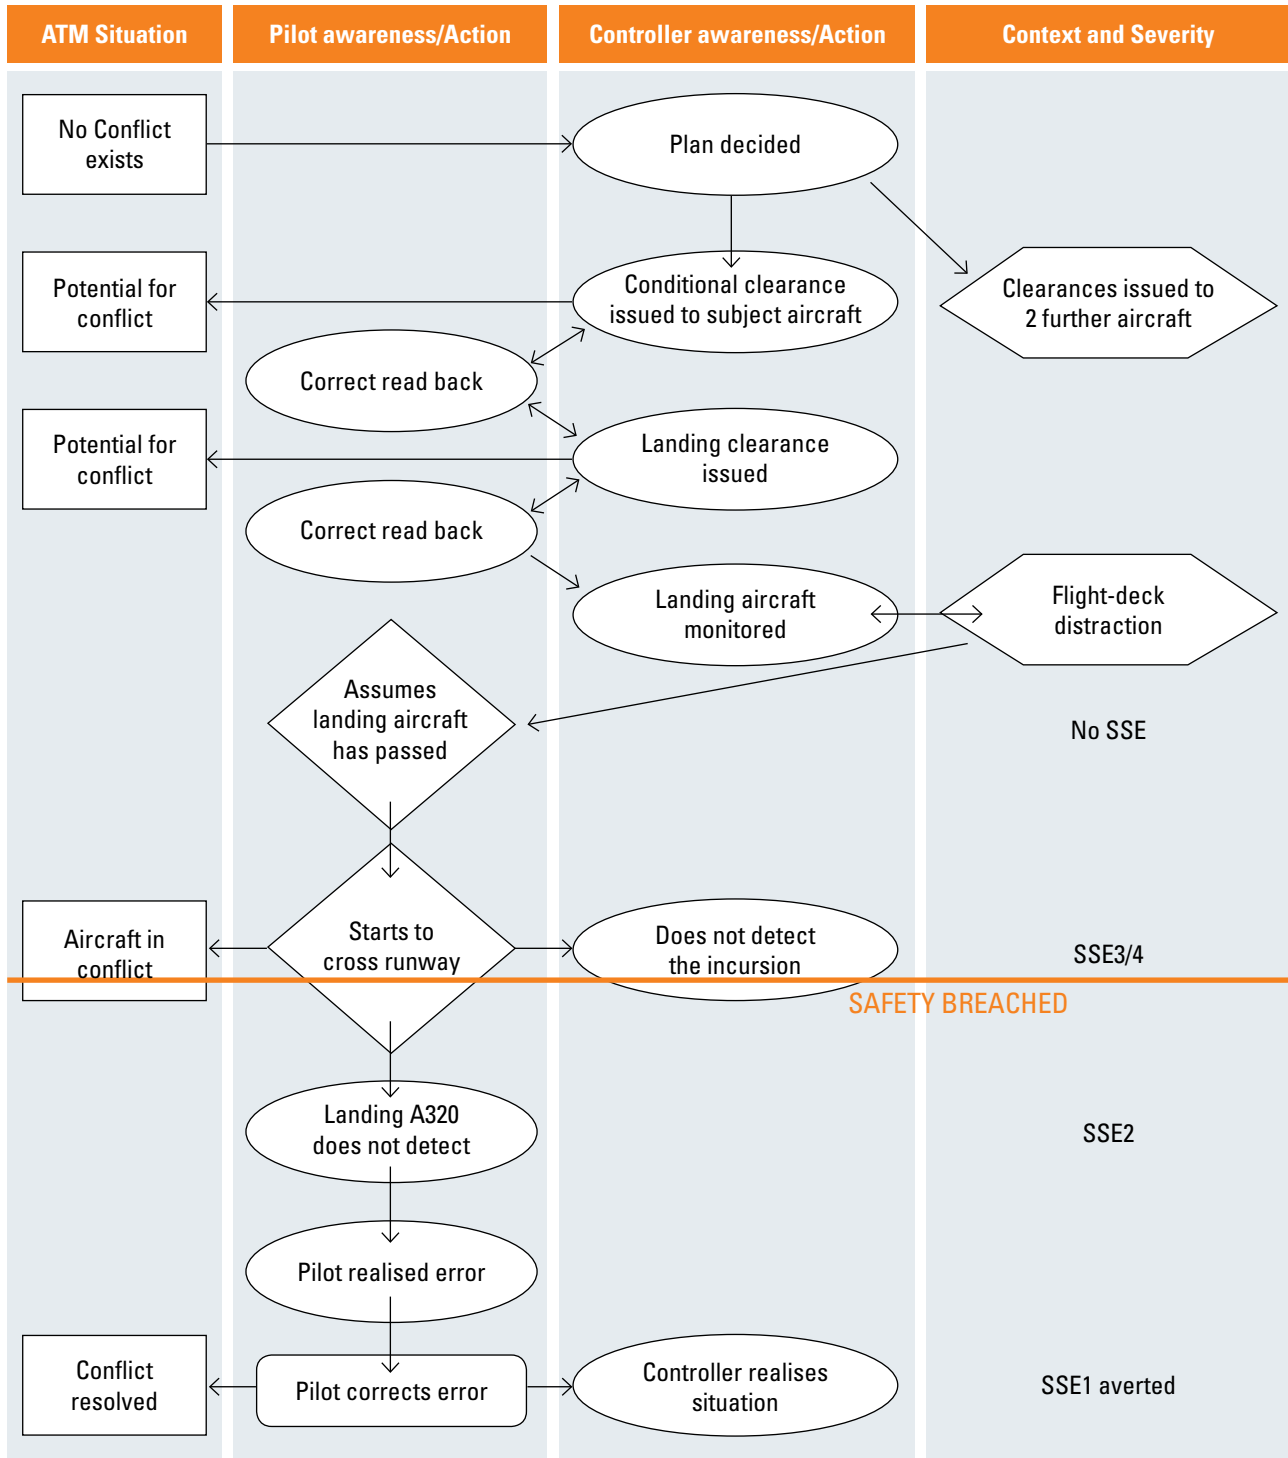 ATM Situation
Pilot awareness/Action
Controller awareness/Action
Context and Severity
No Conflict
exists
Plan decided
Potential for
conflict
Conditional clearance
issued to subject aircraft
Clearances issued to
2 further aircraft
Correct read back
Potential for
conflict
Landing clearance
issued
Correct read back
Landing aircraft
monitored
Flight-deck
distraction
Assumes
landing aircraft
has passed
No SSE
Aircraft in
conflict
Starts to
cross runway
Does not detect
the incursion
SSE3/4
SAFETY BREACHED
Landing A320
does not detect
SSE2
Pilot realised error
Conflict
resolved
Pilot corrects error
Controller realises
situation
SSE1 averted